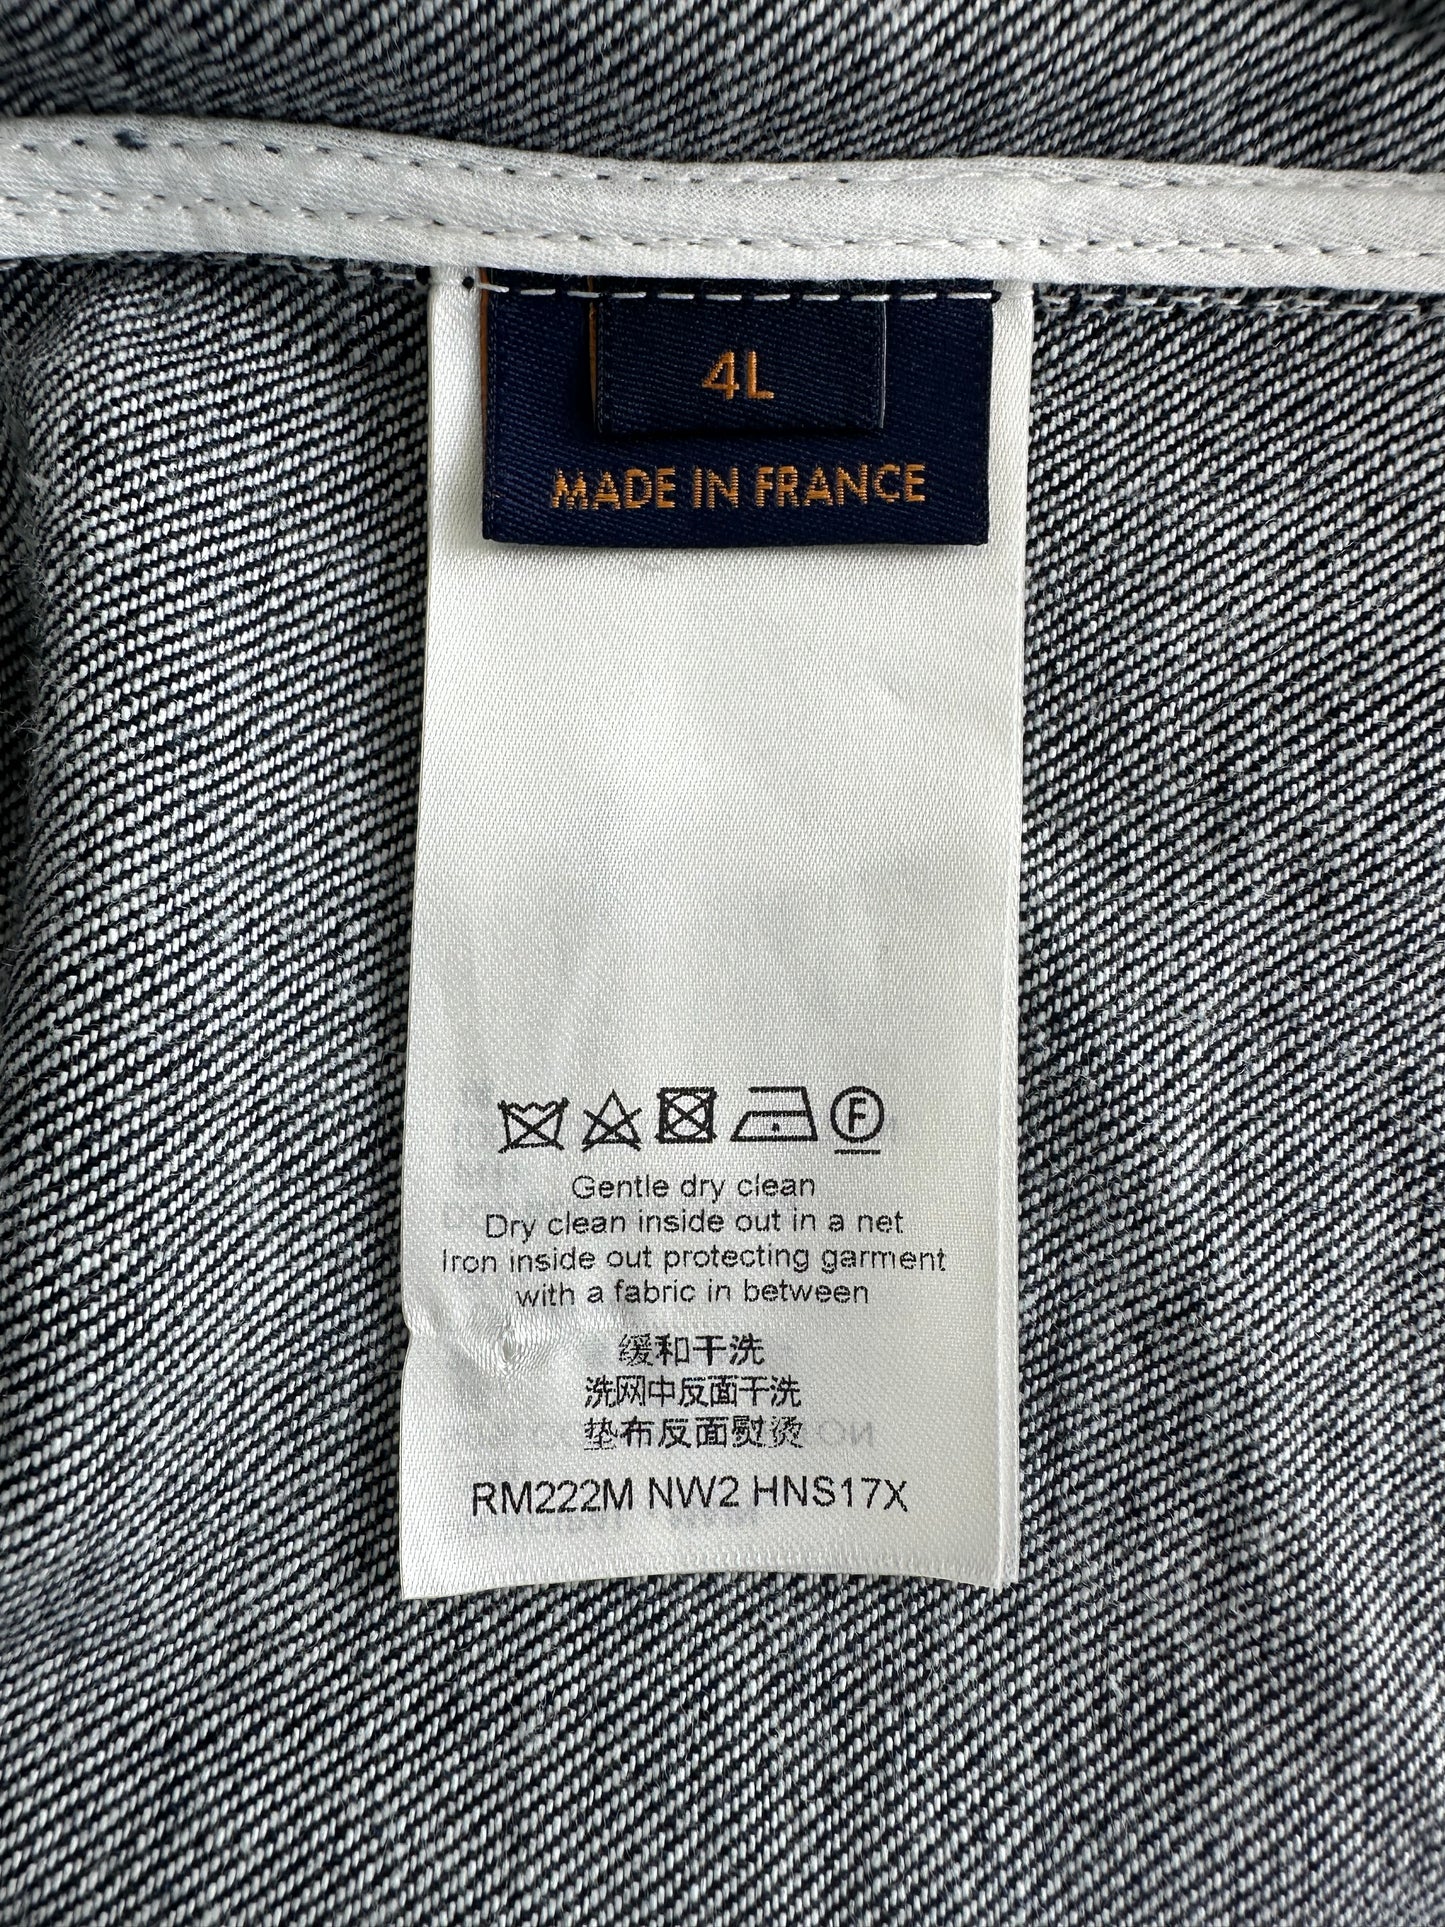 4L
MADE IN FRANCE
F
Gentle dry clean
Dry clean inside out in a net
Iron inside out protecting garment
with a fabric in between
缓和干洗
洗网中反面干洗
垫布反面熨烫
RM222M NW2 HNS17X